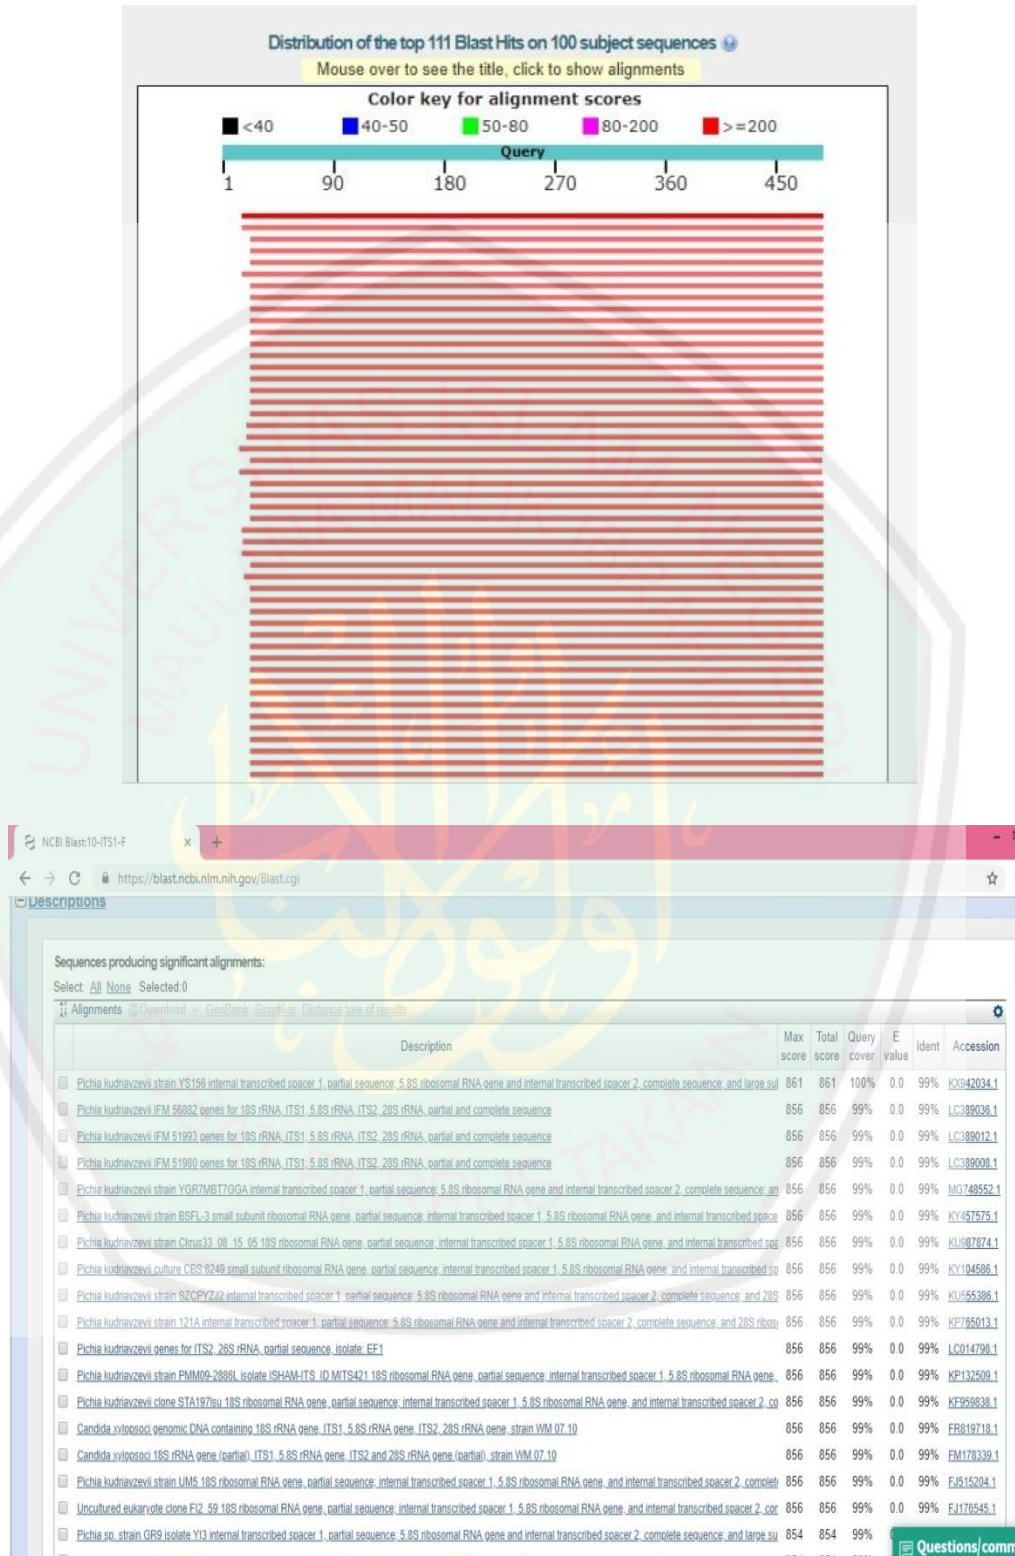 Distribution of the top 111 Blast Hits on 100 subject sequences
Mouse over to see the title, click to show alignments
Color key for alignment scores
<40 40-50 50-80 80-200 >=200
Query
1 90 180 270 360 450
UNIVERSITAS ISLAM NEGERI
MAULANA MALIK IBRAHIM
PUSAT PERPUSTAKAAN
NCBI Blast:10-ITS1-F x +
https://blast.ncbi.nlm.nih.gov/Blast.cgi
Descriptions
Sequences producing significant alignments:
Select: All None Selected:0
Alignments Download GenBank Graphics Distance tree of results
Description Max score Total score Query cover E value Ident Accession
Pichia kudriavzevii strain YS156 internal transcribed spacer 1, partial sequence; 5.8S ribosomal RNA gene and internal transcribed spacer 2, complete sequence; and large sul 861 861 100% 0.0 99% KX942034.1
Pichia kudriavzevii IFM 56882 genes for 18S rRNA, ITS1, 5.8S rRNA, ITS2, 28S rRNA, partial and complete sequence 856 856 99% 0.0 99% LC389036.1
Pichia kudriavzevii IFM 51993 genes for 18S rRNA, ITS1, 5.8S rRNA, ITS2, 28S rRNA, partial and complete sequence 856 856 99% 0.0 99% LC389012.1
Pichia kudriavzevii IFM 51980 genes for 18S rRNA, ITS1, 5.8S rRNA, ITS2, 28S rRNA, partial and complete sequence 856 856 99% 0.0 99% LC389008.1
Pichia kudriavzevii strain YGR7MBT7GGA internal transcribed spacer 1, partial sequence; 5.8S ribosomal RNA gene and internal transcribed spacer 2, complete sequence; an 856 856 99% 0.0 99% MG748552.1
Pichia kudriavzevii strain BSFL-3 small subunit ribosomal RNA gene, partial sequence; internal transcribed spacer 1, 5.8S ribosomal RNA gene, and internal transcribed space 856 856 99% 0.0 99% KY457575.1
Pichia kudriavzevii strain Ckrus33_08_15_05 18S ribosomal RNA gene, partial sequence; internal transcribed spacer 1, 5.8S ribosomal RNA gene, and internal transcribed spa 856 856 99% 0.0 99% KU987874.1
Pichia kudriavzevii culture CBS:8249 small subunit ribosomal RNA gene, partial sequence; internal transcribed spacer 1, 5.8S ribosomal RNA gene, and internal transcribed sp 856 856 99% 0.0 99% KY104586.1
Pichia kudriavzevii strain SZCPYZJ2 internal transcribed spacer 1, partial sequence; 5.8S ribosomal RNA gene and internal transcribed spacer 2, complete sequence; and 28S 856 856 99% 0.0 99% KU555386.1
Pichia kudriavzevii strain 121A internal transcribed spacer 1, partial sequence; 5.8S ribosomal RNA gene and internal transcribed spacer 2, complete sequence; and 28S ribos 856 856 99% 0.0 99% KP765013.1
Pichia kudriavzevii genes for ITS2, 26S rRNA, partial sequence, isolate: EF1 856 856 99% 0.0 99% LC014798.1
Pichia kudriavzevii strain PMM09-2886L isolate ISHAM-ITS_ID MITS421 18S ribosomal RNA gene, partial sequence; internal transcribed spacer 1, 5.8S ribosomal RNA gene, 856 856 99% 0.0 99% KP132509.1
Pichia kudriavzevii clone STA197lsu 18S ribosomal RNA gene, partial sequence; internal transcribed spacer 1, 5.8S ribosomal RNA gene, and internal transcribed spacer 2, co 856 856 99% 0.0 99% KF959838.1
Candida xylopsoci genomic DNA containing 18S rRNA gene, ITS1, 5.8S rRNA gene, ITS2, 28S rRNA gene, strain WM 07.10 856 856 99% 0.0 99% FR819718.1
Candida xylopsoci 18S rRNA gene (partial), ITS1, 5.8S rRNA gene, ITS2 and 28S rRNA gene (partial), strain WM 07.10 856 856 99% 0.0 99% FM178339.1
Pichia kudriavzevii strain UM5 18S ribosomal RNA gene, partial sequence; internal transcribed spacer 1, 5.8S ribosomal RNA gene, and internal transcribed spacer 2, complet 856 856 99% 0.0 99% FJ515204.1
Uncultured eukaryote clone FI2_59 18S ribosomal RNA gene, partial sequence; internal transcribed spacer 1, 5.8S ribosomal RNA gene, and internal transcribed spacer 2, cor 856 856 99% 0.0 99% FJ176545.1
Pichia sp. strain GR9 isolate YI3 internal transcribed spacer 1, partial sequence; 5.8S ribosomal RNA gene and internal transcribed spacer 2, complete sequence; and large su 854 854 99%
Questions/comm